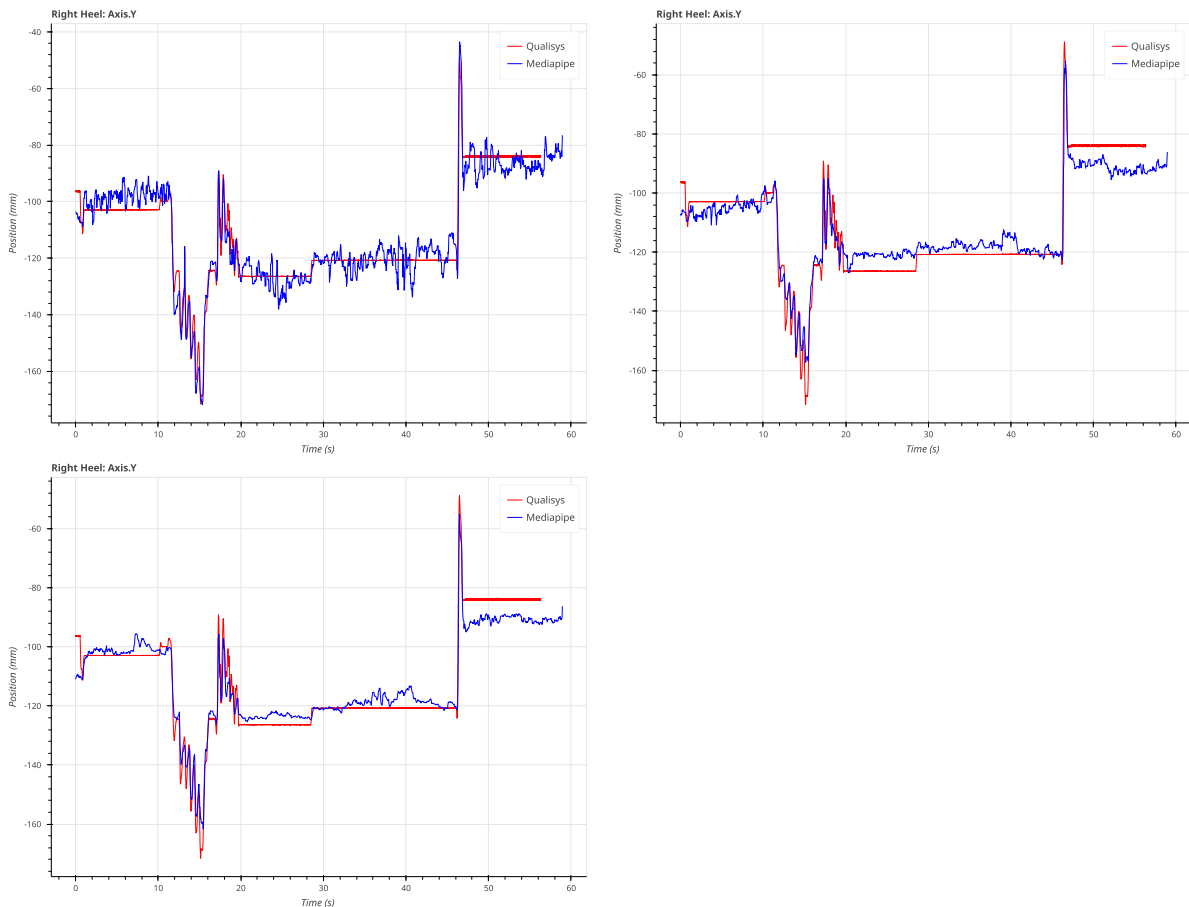 Right Heel: Axis.Y
Qualisys
Mediapipe
-40
-60
-80
-100
-120
-140
-160
Position (mm)
0 10 20 30 40 50 60
Time (s)
Right Heel: Axis.Y
Qualisys
Mediapipe
-60
-80
-100
-120
-140
-160
Position (mm)
0 10 20 30 40 50 60
Time (s)
Right Heel: Axis.Y
Qualisys
Mediapipe
-60
-80
-100
-120
-140
-160
Position (mm)
0 10 20 30 40 50 60
Time (s)